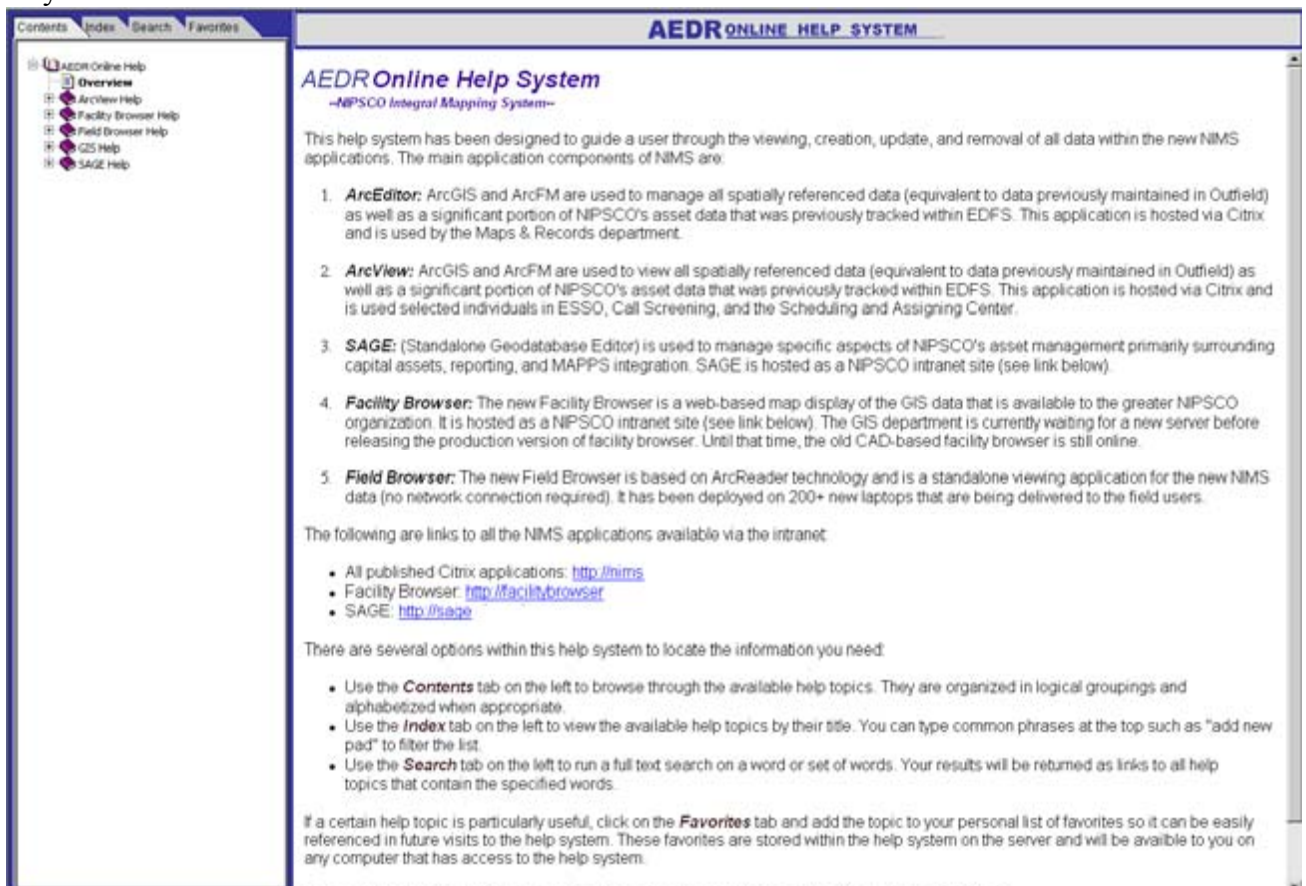 Contents Index Search Favorites
AEDR ONLINE HELP SYSTEM
AEDR Online Help
Overview
ArcView Help
Facility Browser Help
Field Browser Help
GIS Help
SAGE Help
AEDR Online Help System
--NIPSCO Integral Mapping System--
This help system has been designed to guide a user through the viewing, creation, update, and removal of all data within the new NIMS
applications. The main application components of NIMS are:
1. ArcEditor: ArcGIS and ArcFM are used to manage all spatially referenced data (equivalent to data previously maintained in Outfield)
as well as a significant portion of NIPSCO's asset data that was previously tracked within EDFS. This application is hosted via Citrix
and is used by the Maps & Records department.
2. ArcView: ArcGIS and ArcFM are used to view all spatially referenced data (equivalent to data previously maintained in Outfield) as
well as a significant portion of NIPSCO's asset data that was previously tracked within EDFS. This application is hosted via Citrix and
is used selected individuals in ESSO, Call Screening, and the Scheduling and Assigning Center.
3. SAGE: (Standalone Geodatabase Editor) is used to manage specific aspects of NIPSCO's asset management primarily surrounding
capital assets, reporting, and MAPPS integration. SAGE is hosted as a NIPSCO intranet site (see link below).
4. Facility Browser: The new Facility Browser is a web-based map display of the GIS data that is available to the greater NIPSCO
organization. It is hosted as a NIPSCO intranet site (see link below). The GIS department is currently waiting for a new server before
releasing the production version of facility browser. Until that time, the old CAD-based facility browser is still online.
5. Field Browser: The new Field Browser is based on ArcReader technology and is a standalone viewing application for the new NIMS
data (no network connection required). It has been deployed on 200+ new laptops that are being delivered to the field users.
The following are links to all the NIMS applications available via the intranet:
• All published Citrix applications: http://nims
• Facility Browser: http://facilitybrowser
• SAGE: http://sage
There are several options within this help system to locate the information you need:
• Use the Contents tab on the left to browse through the available help topics. They are organized in logical groupings and
alphabetized when appropriate.
• Use the Index tab on the left to view the available help topics by their title. You can type common phrases at the top such as "add new
pad" to filter the list.
• Use the Search tab on the left to run a full text search on a word or set of words. Your results will be returned as links to all help
topics that contain the specified words.
If a certain help topic is particularly useful, click on the Favorites tab and add the topic to your personal list of favorites so it can be easily
referenced in future visits to the help system. These favorites are stored within the help system on the server and will be availble to you on
any computer that has access to the help system.